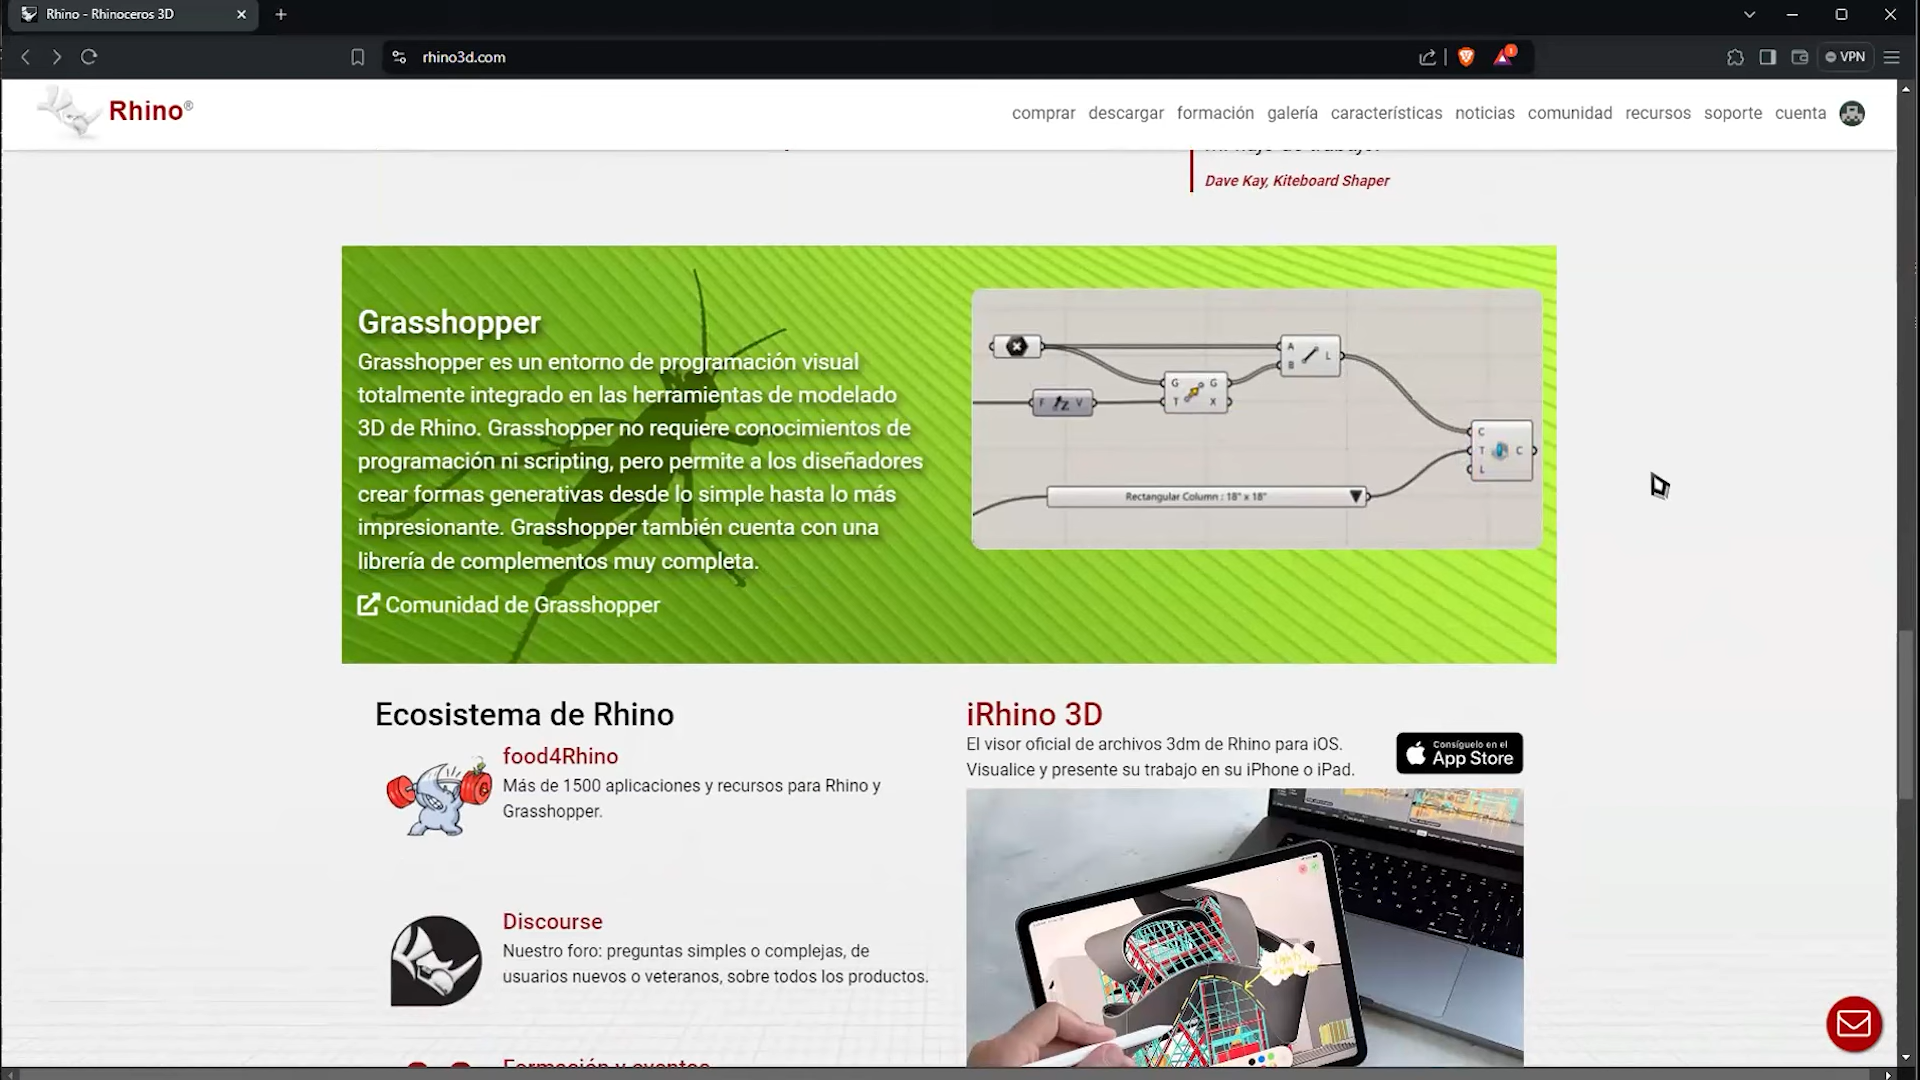 Rhino - Rhinoceros 3D
rhino3d.com
1
VPN
Rhino®
comprar descargar formación galería características noticias comunidad recursos soporte cuenta
Dave Kay, Kiteboard Shaper
Grasshopper
Grasshopper es un entorno de programación visual
totalmente integrado en las herramientas de modelado
3D de Rhino. Grasshopper no requiere conocimientos de
programación ni scripting, pero permite a los diseñadores
crear formas generativas desde lo simple hasta lo más
impresionante. Grasshopper también cuenta con una
librería de complementos muy completa.
Comunidad de Grasshopper
A
B
L
G
T
G
X
F Z V
C
T
L
C
Rectangular Column : 18" x 18"
Ecosistema de Rhino
food4Rhino
Más de 1500 aplicaciones y recursos para Rhino y
Grasshopper.
Discourse
Nuestro foro: preguntas simples o complejas, de
usuarios nuevos o veteranos, sobre todos los productos.
Formación y eventos
iRhino 3D
El visor oficial de archivos 3dm de Rhino para iOS.
Visualice y presente su trabajo en su iPhone o iPad.
Consíguelo en el
App Store